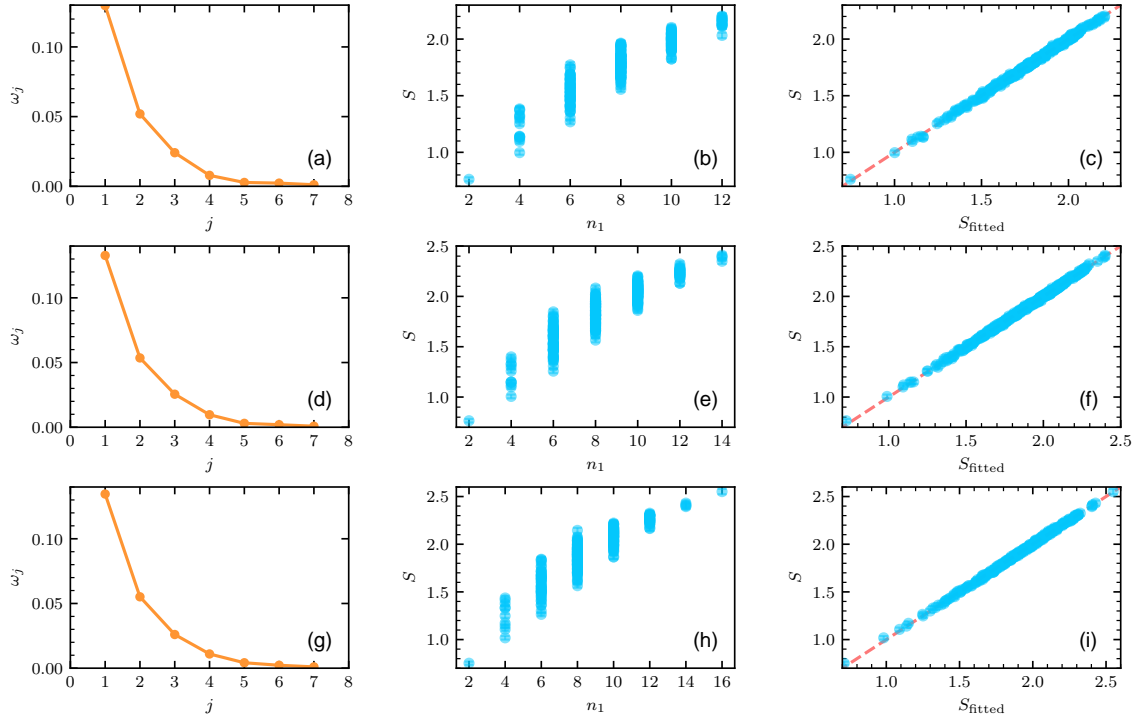 0.10
0.05
0.00
ω_j
0 1 2 3 4 5 6 7 8
j
(a)
2.0
1.5
1.0
S
2 4 6 8 10 12
n_1
(b)
2.0
1.5
1.0
S
1.0 1.5 2.0
S_fitted
(c)
0.10
0.05
0.00
ω_j
0 1 2 3 4 5 6 7 8
j
(d)
2.5
2.0
1.5
1.0
S
2 4 6 8 10 12 14
n_1
(e)
2.5
2.0
1.5
1.0
S
1.0 1.5 2.0 2.5
S_fitted
(f)
0.10
0.05
0.00
ω_j
0 1 2 3 4 5 6 7 8
j
(g)
2.5
2.0
1.5
1.0
S
2 4 6 8 10 12 14 16
n_1
(h)
2.5
2.0
1.5
1.0
S
1.0 1.5 2.0 2.5
S_fitted
(i)